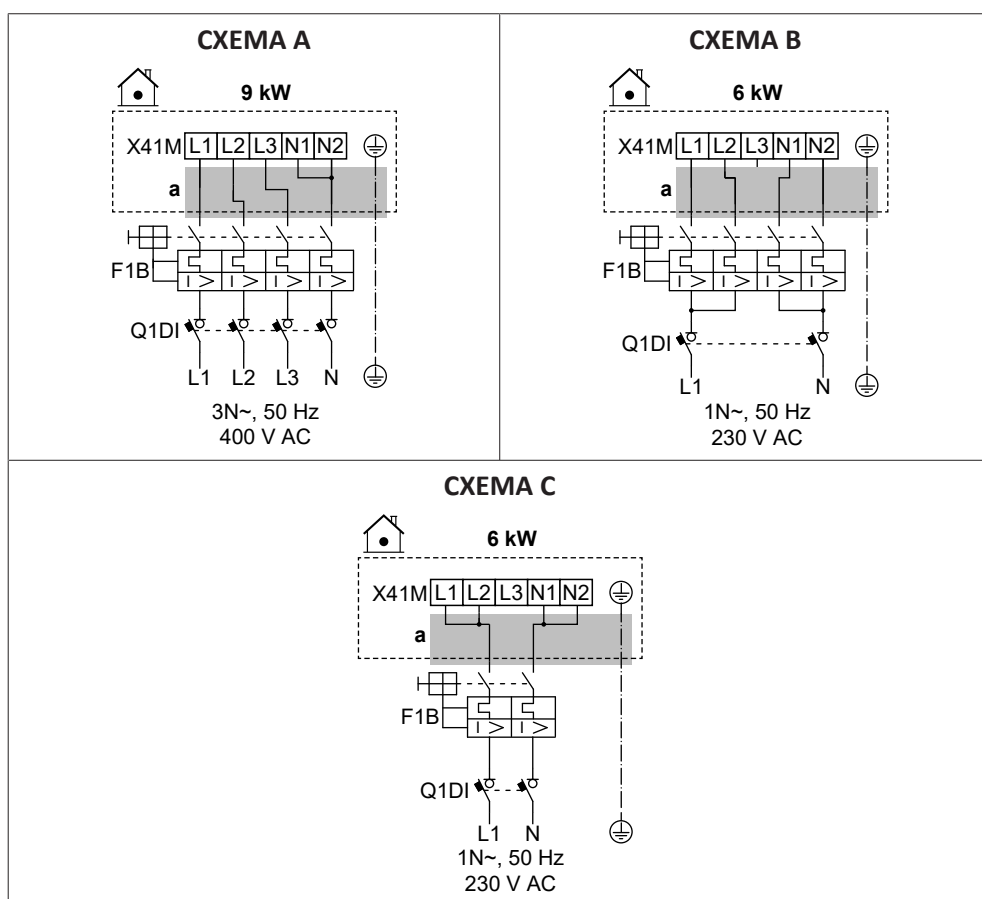 СХЕМА A
9 kW
X41M L1 L2 L3 N1 N2
a
F1B
I > I > I > I >
Q1DI
L1 L2 L3 N
3N~, 50 Hz
400 V AC
СХЕМА B
6 kW
X41M L1 L2 L3 N1 N2
a
F1B
I > I > I > I >
Q1DI
L1 N
1N~, 50 Hz
230 V AC
СХЕМА C
6 kW
X41M L1 L2 L3 N1 N2
a
F1B
I > I >
Q1DI
L1 N
1N~, 50 Hz
230 V AC